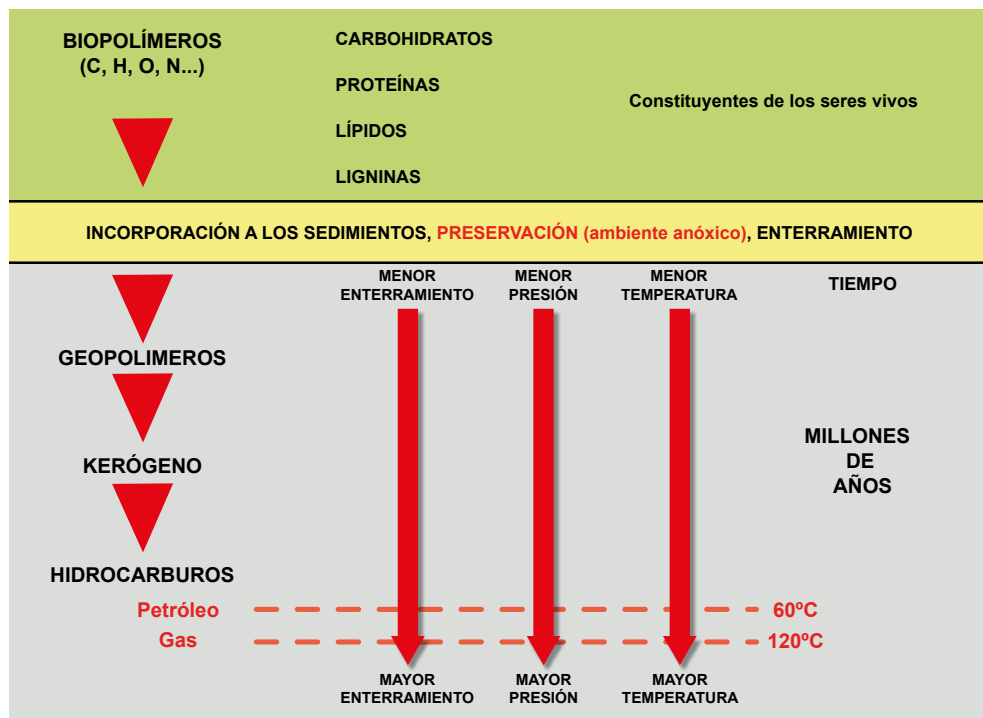 BIOPOLÍMEROS
(C, H, O, N...)
CARBOHIDRATOS
PROTEÍNAS
LÍPIDOS
LIGNINAS
Constituyentes de los seres vivos
INCORPORACIÓN A LOS SEDIMIENTOS, PRESERVACIÓN (ambiente anóxico), ENTERRAMIENTO
MENOR
ENTERRAMIENTO
MENOR
PRESIÓN
MENOR
TEMPERATURA
TIEMPO
GEOPOLIMEROS
KERÓGENO
HIDROCARBUROS
MILLONES
DE
AÑOS
Petróleo
60ºC
Gas
120ºC
MAYOR
ENTERRAMIENTO
MAYOR
PRESIÓN
MAYOR
TEMPERATURA